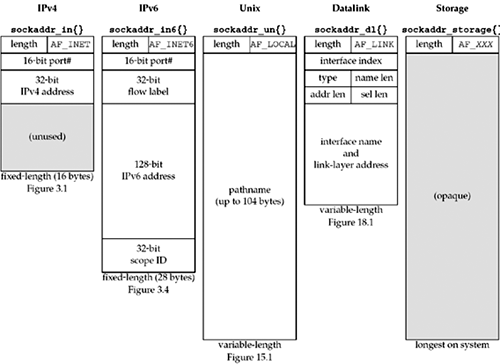 IPv4
sockaddr_in{}
length AF_INET
16-bit port#
32-bit
IPv4 address
(unused)
fixed-length (16 bytes)
Figure 3.1
IPv6
sockaddr_in6{}
length AF_INET6
16-bit port#
32-bit
flow label
128-bit
IPv6 address
32-bit
scope ID
fixed-length (28 bytes)
Figure 3.4
Unix
sockaddr_un{}
length AF_LOCAL
pathname
(up to 104 bytes)
variable-length
Figure 15.1
Datalink
sockaddr_dl{}
length AF_LINK
interface index
type name len
addr len sel len
interface name
and
link-layer address
variable-length
Figure 18.1
Storage
sockaddr_storage{}
length AF_XXX
(opaque)
longest on system